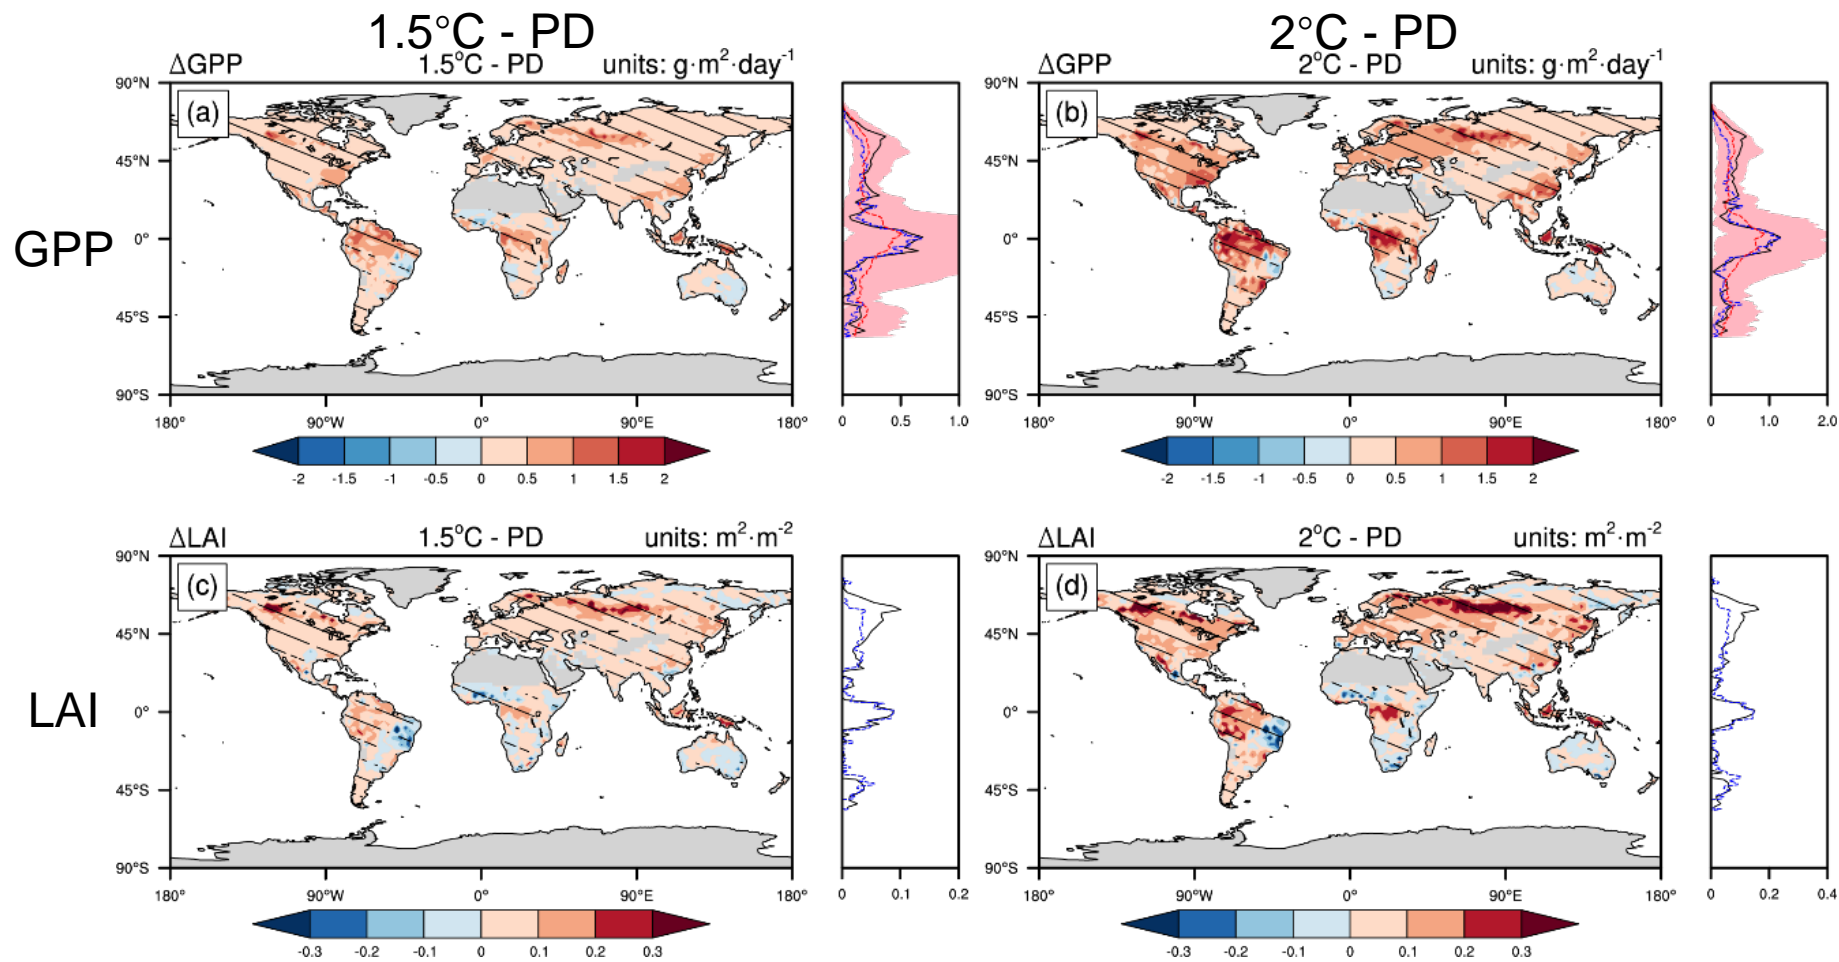 1.5°C - PD
2°C - PD
ΔGPP 1.5°C - PD units: g·m²·day⁻¹
ΔGPP 2°C - PD units: g·m²·day⁻¹
GPP
(a)
90°N
45°N
0°
45°S
90°S
180° 90°W 0° 90°E 180°
0 0.5 1.0
-2 -1.5 -1 -0.5 0 0.5 1 1.5 2
(b)
90°N
45°N
0°
45°S
90°S
180° 90°W 0° 90°E 180°
0 1.0 2.0
-2 -1.5 -1 -0.5 0 0.5 1 1.5 2
ΔLAI 1.5°C - PD units: m²·m⁻²
ΔLAI 2°C - PD units: m²·m⁻²
LAI
(c)
90°N
45°N
0°
45°S
90°S
180° 90°W 0° 90°E 180°
0 0.1 0.2
-0.3 -0.2 -0.1 0 0.1 0.2 0.3
(d)
90°N
45°N
0°
45°S
90°S
180° 90°W 0° 90°E 180°
0 0.2 0.4
-0.3 -0.2 -0.1 0 0.1 0.2 0.3